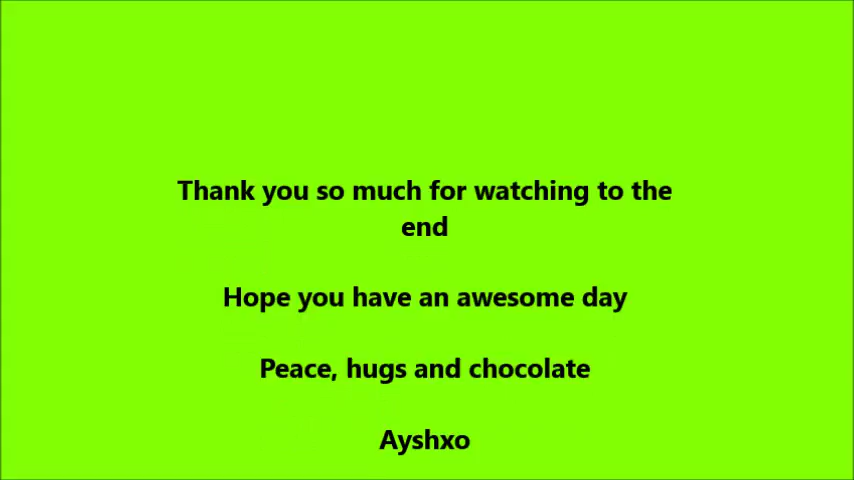 Thank you so much for watching to the
end
Hope you have an awesome day
Peace, hugs and chocolate
Ayshxo